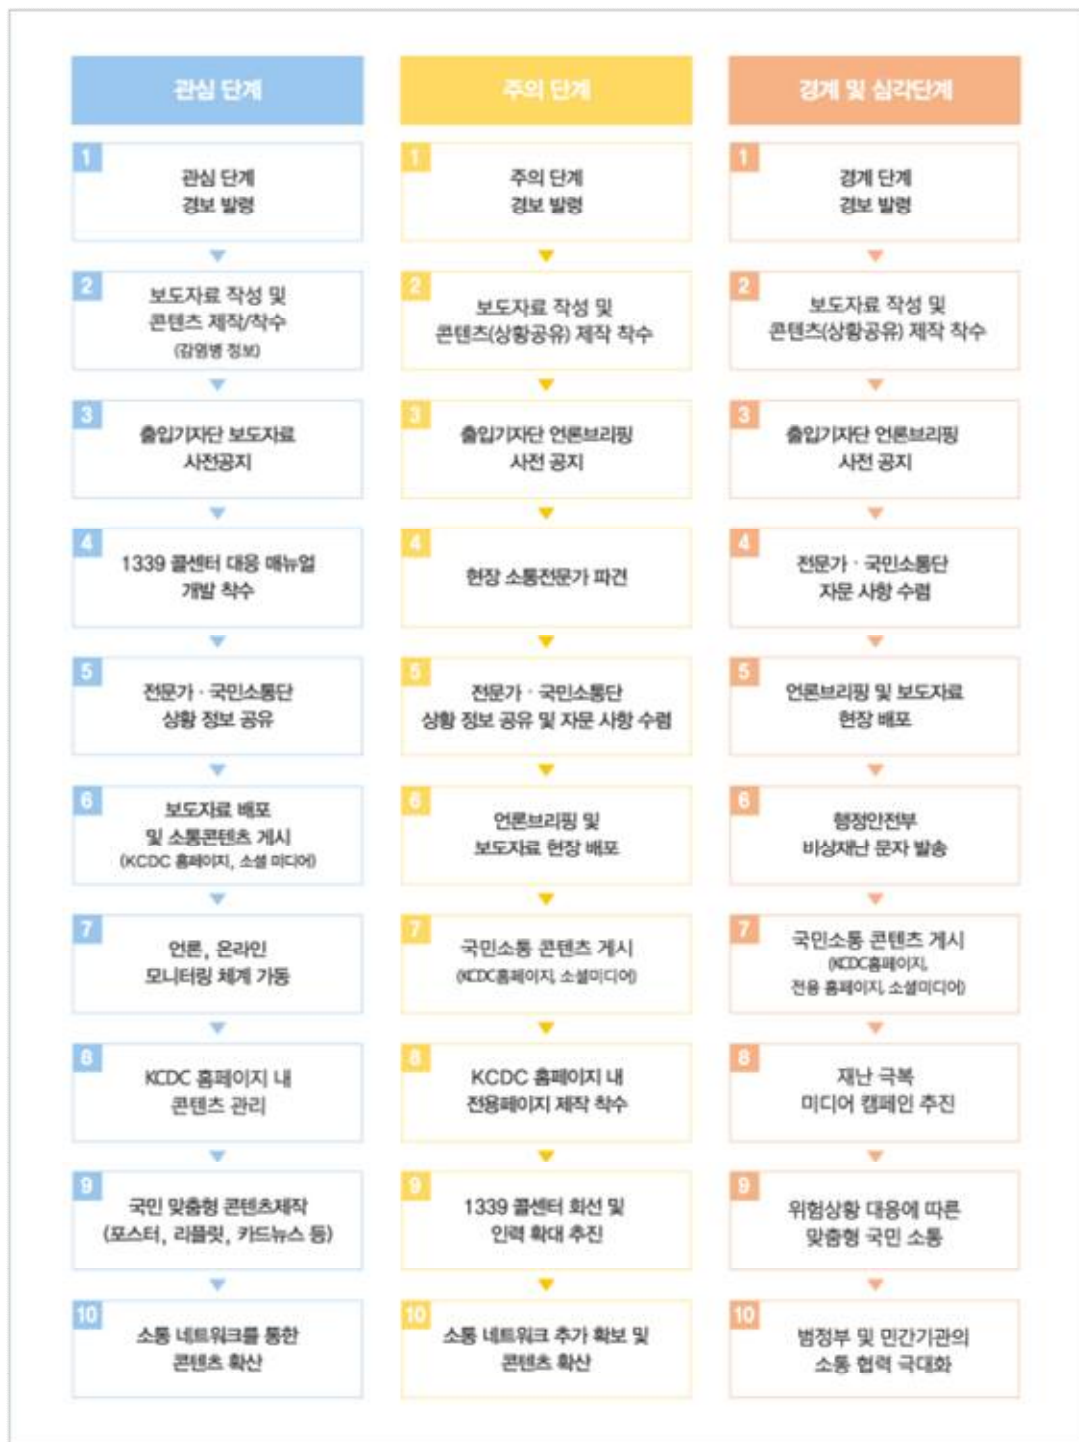 관심 단계
1
관심 단계
경보 발령
2
보도자료 작성 및
콘텐츠 제작/착수
(감염병 정보)
3
출입기자단 보도자료
사전공지
4
1339 콜센터 대응 매뉴얼
개발 착수
5
전문가 · 국민소통단
상황 정보 공유
6
보도자료 배포
및 소통콘텐츠 게시
(KCDC 홈페이지, 소셜 미디어)
7
언론, 온라인
모니터링 체계 가동
8
KCDC 홈페이지 내
콘텐츠 관리
9
국민 맞춤형 콘텐츠제작
(포스터, 리플릿, 카드뉴스 등)
10
소통 네트워크를 통한
콘텐츠 확산
주의 단계
1
주의 단계
경보 발령
2
보도자료 작성 및
콘텐츠(상황공유) 제작 착수
3
출입기자단 언론브리핑
사전 공지
4
현장 소통전문가 파견
5
전문가 · 국민소통단
상황 정보 공유 및 자문 사항 수렴
6
언론브리핑 및
보도자료 현장 배포
7
국민소통 콘텐츠 게시
(KCDC홈페이지, 소셜미디어)
8
KCDC 홈페이지 내
전용페이지 제작 착수
9
1339 콜센터 회선 및
인력 확대 추진
10
소통 네트워크 추가 확보 및
콘텐츠 확산
경계 및 심각단계
1
경계 단계
경보 발령
2
보도자료 작성 및
콘텐츠(상황공유) 제작 착수
3
출입기자단 언론브리핑
사전 공지
4
전문가 · 국민소통단
자문 사항 수렴
5
언론브리핑 및 보도자료
현장 배포
6
행정안전부
비상재난 문자 발송
7
국민소통 콘텐츠 게시
(KCDC홈페이지,
전용 홈페이지, 소셜미디어)
8
재난 극복
미디어 캠페인 추진
9
위험상황 대응에 따른
맞춤형 국민 소통
10
범정부 및 민간기관의
소통 협력 극대화